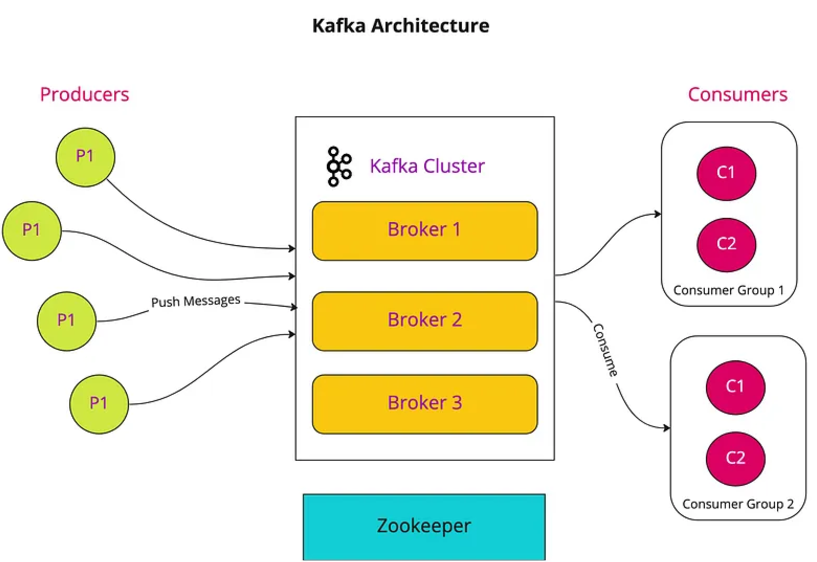 Kafka Architecture
Producers
Consumers
P1
P1
P1
P1
Push Messages
Kafka Cluster
Broker 1
Broker 2
Broker 3
Zookeeper
Consume
C1
C2
Consumer Group 1
C1
C2
Consumer Group 2